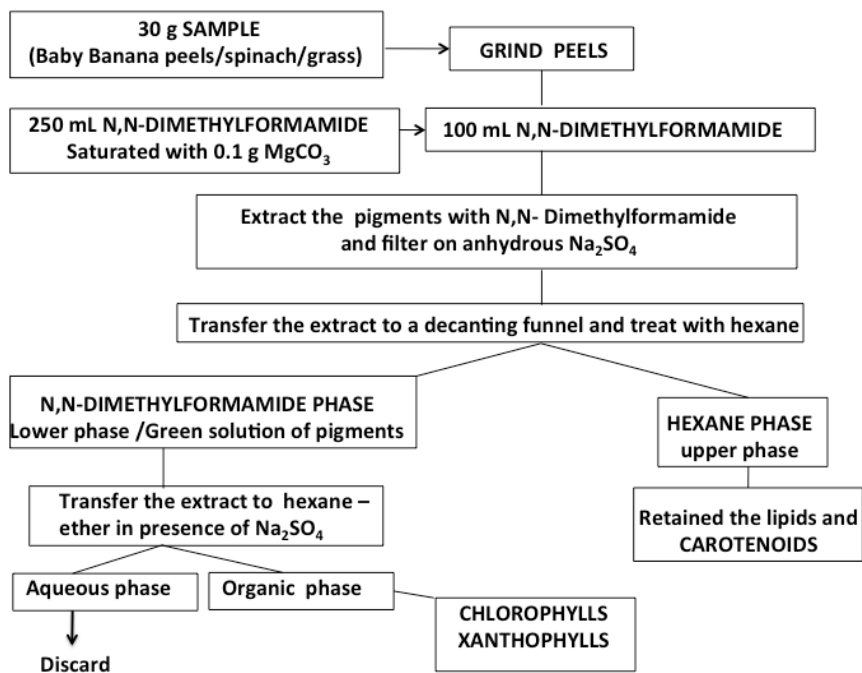 30 g SAMPLE
(Baby Banana peels/spinach/grass)
GRIND PEELS
250 mL N,N-DIMETHYLFORMAMIDE
Saturated with 0.1 g MgCO₃
100 mL N,N-DIMETHYLFORMAMIDE
Extract the pigments with N,N- Dimethylformamide
and filter on anhydrous Na₂SO₄
Transfer the extract to a decanting funnel and treat with hexane
N,N-DIMETHYLFORMAMIDE PHASE
Lower phase /Green solution of pigments
HEXANE PHASE
upper phase
Transfer the extract to hexane –
ether in presence of Na₂SO₄
Retained the lipids and
CAROTENOIDS
Aqueous phase
Organic phase
CHLOROPHYLLS
XANTHOPHYLLS
Discard